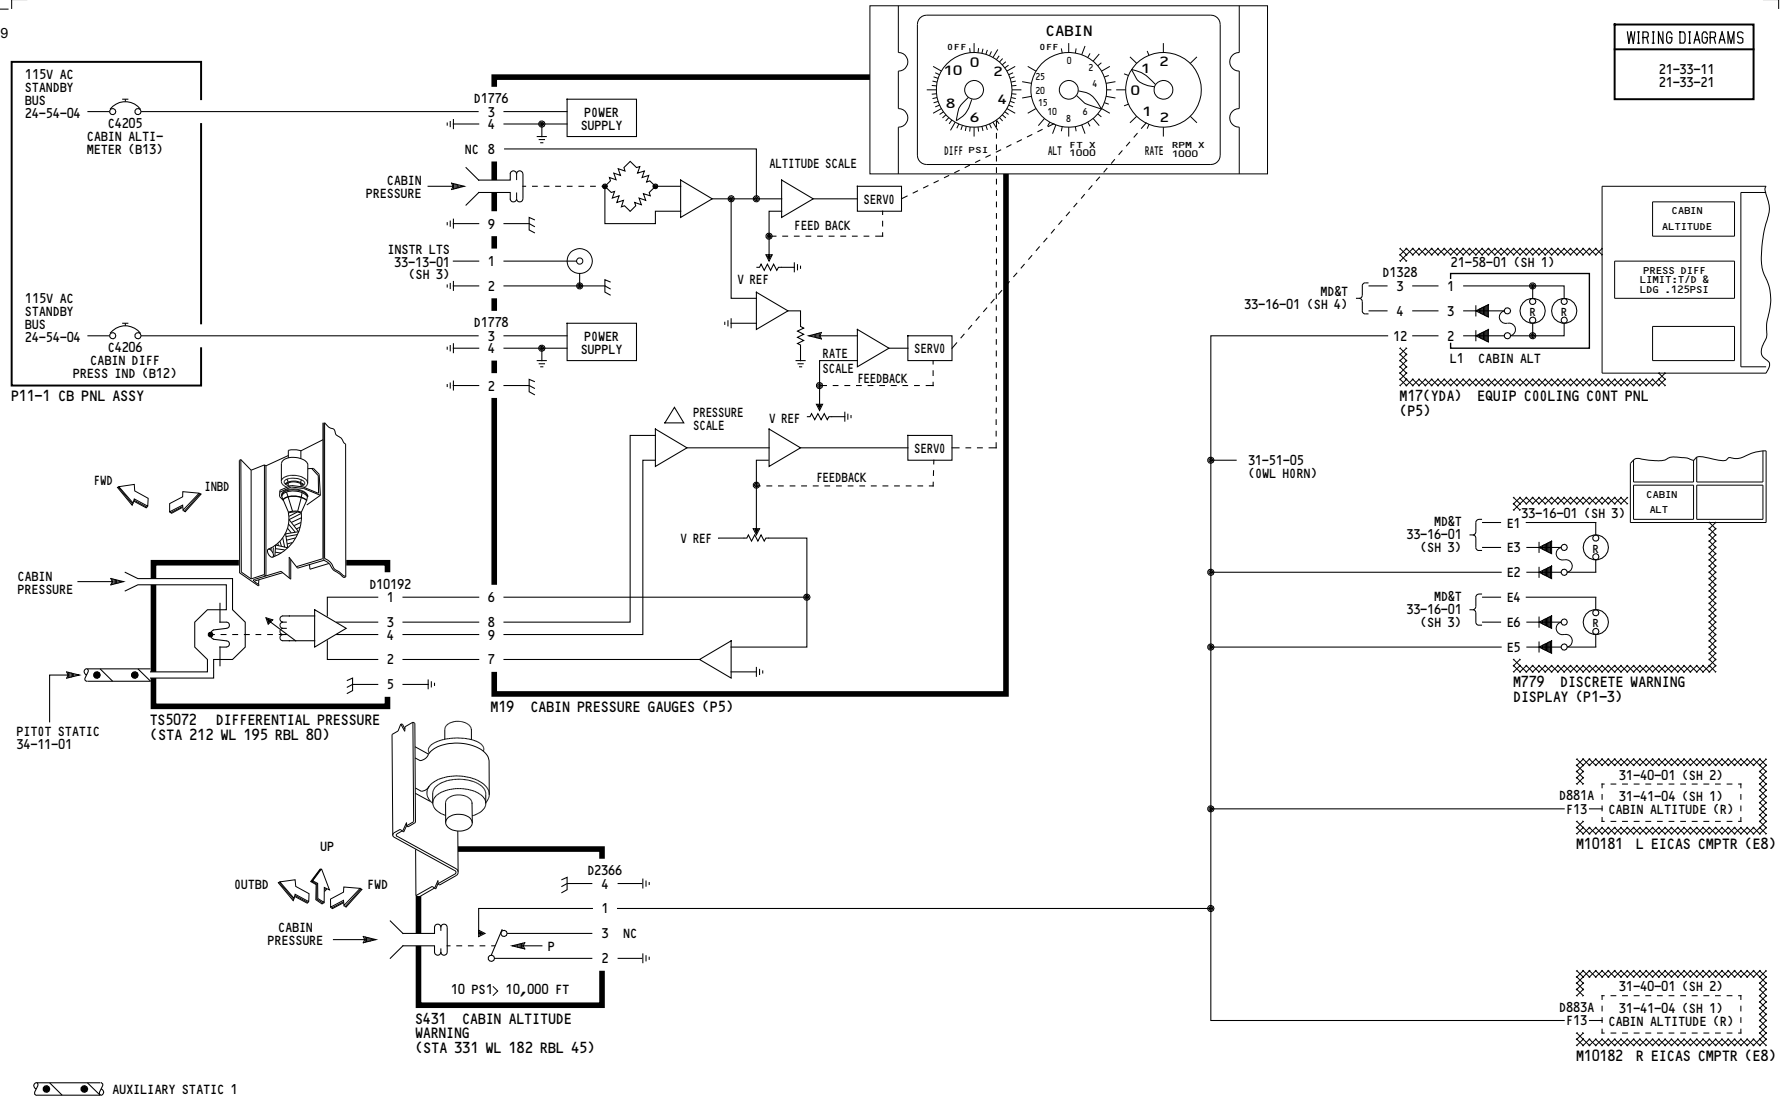 9
115V AC
STANDBY
BUS
24-54-04
C4205
CABIN ALTI-
METER (B13)
115V AC
STANDBY
BUS
24-54-04
C4206
CABIN DIFF
PRESS IND (B12)
P11-1 CB PNL ASSY
D1776
3
4
NC 8
CABIN
PRESSURE
9
INSTR LTS
33-13-01
(SH 3)
1
2
D1778
3
4
2
POWER
SUPPLY
POWER
SUPPLY
ALTITUDE SCALE
SERVO
FEED BACK
V REF
RATE
SCALE
SERVO
FEEDBACK
V REF
PRESSURE
SCALE
V REF
SERVO
FEEDBACK
V REF
6
8
9
7
M19 CABIN PRESSURE GAUGES (P5)
CABIN
OFF
0
2
4
6
8
10
DIFF PSI
OFF
0
2
4
6
8
10
15
20
25
ALT FT X
1000
2
1
0
1
2
RATE RPM X
1000
WIRING DIAGRAMS
21-33-11
21-33-21
FWD
INBD
CABIN
PRESSURE
D10192
1
3
4
2
5
PITOT STATIC
34-11-01
TS5072 DIFFERENTIAL PRESSURE
(STA 212 WL 195 RBL 80)
UP
OUTBD
FWD
CABIN
PRESSURE
D2366
4
1
3 NC
2
P
10 PS1> 10,000 FT
S431 CABIN ALTITUDE
WARNING
(STA 331 WL 182 RBL 45)
AUXILIARY STATIC 1
CABIN
ALTITUDE
PRESS DIFF
LIMIT:T/D &
LDG .125PSI
21-58-01 (SH 1)
D1328
MD&T
33-16-01 (SH 4)
3
1
4
3
12
2
R
R
L1 CABIN ALT
M17(YDA) EQUIP COOLING CONT PNL
(P5)
31-51-05
(OWL HORN)
CABIN
ALT
33-16-01 (SH 3)
MD&T
33-16-01
(SH 3)
E1
E3
E2
R
MD&T
33-16-01
(SH 3)
E4
E6
E5
R
M779 DISCRETE WARNING
DISPLAY (P1-3)
31-40-01 (SH 2)
D881A
31-41-04 (SH 1)
F13
CABIN ALTITUDE (R)
M10181 L EICAS CMPTR (E8)
31-40-01 (SH 2)
D883A
31-41-04 (SH 1)
F13
CABIN ALTITUDE (R)
M10182 R EICAS CMPTR (E8)